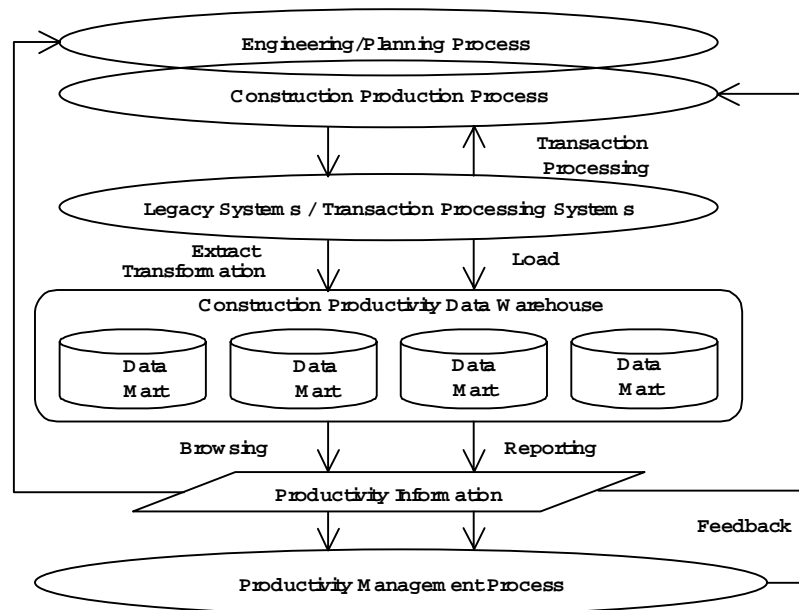 Engineering/Planning Process
Construction Production Process
Transaction
Processing
Legacy Systems / Transaction Processing Systems
Extract
Transformation
Load
Construction Productivity Data Warehouse
Data
Mart
Data
Mart
Data
Mart
Data
Mart
Browsing
Reporting
Productivity Information
Feedback
Productivity Management Process